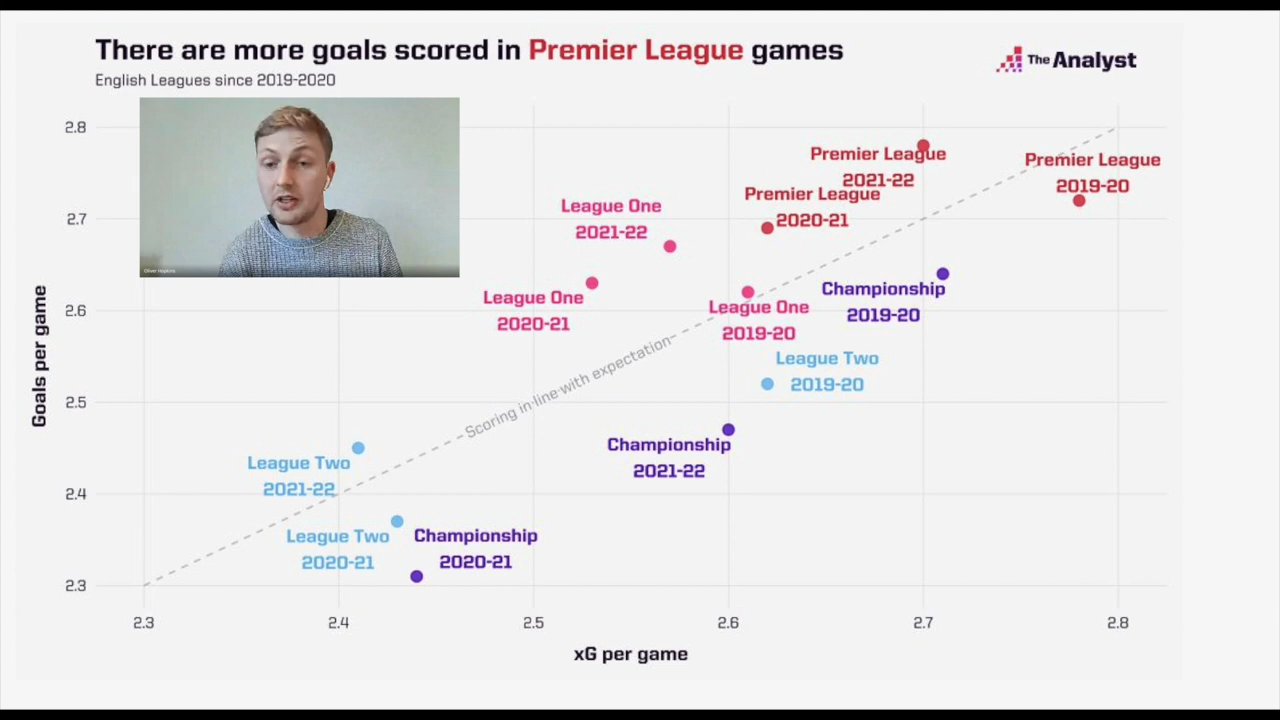 There are more goals scored in Premier League games
English Leagues since 2019-2020
The Analyst
2.8
2.7
2.6
2.5
2.4
2.3
Goals per game
Premier League
2021-22
Premier League
2019-20
Premier League
2020-21
League One
2021-22
League One
2020-21
League One
2019-20
Championship
2019-20
League Two
2019-20
Scoring in line with expectation
Championship
2021-22
League Two
2021-22
League Two
2020-21
Championship
2020-21
2.3
2.4
2.5
2.6
2.7
2.8
xG per game
Oliver Hopkins